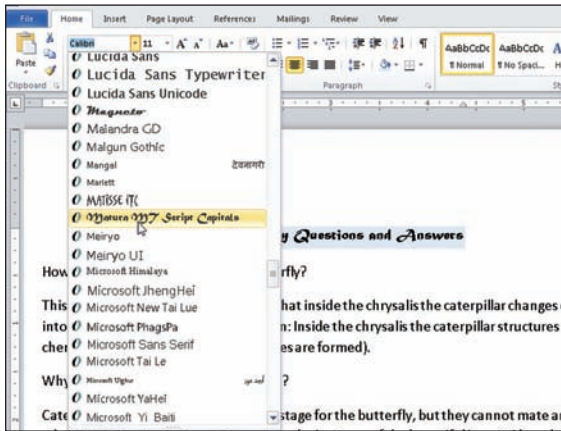 File Home Insert Page Layout References Mailings Review View
Calibri 11 A A Aa
AaBbCcDc AaBbCcDc A
Paste
¶ Normal ¶ No Spaci... H
Clipboard Paragraph
Lucida Sans
Lucida Sans Typewriter
Lucida Sans Unicode
Magneto
Maiandra GD
Malgun Gothic
Mangal देवनागरी
Marlett
MATISSE ITC
Matura MT Script Capitals
y Questions and Answers
Meiryo
Meiryo UI
How
Microsoft Himalaya
rfly?
Microsoft JhengHei
This
Microsoft New Tai Lue
hat inside the chrysalis the caterpillar changes
into
Microsoft PhagsPa
n: Inside the chrysalis the caterpillar structures
cher
Microsoft Sans Serif
es are formed).
Microsoft Tai Le
Why
Microsoft Uighur
?
Microsoft YaHei
Cate
Microsoft Yi Baiti
stage for the butterfly, but they cannot mate an